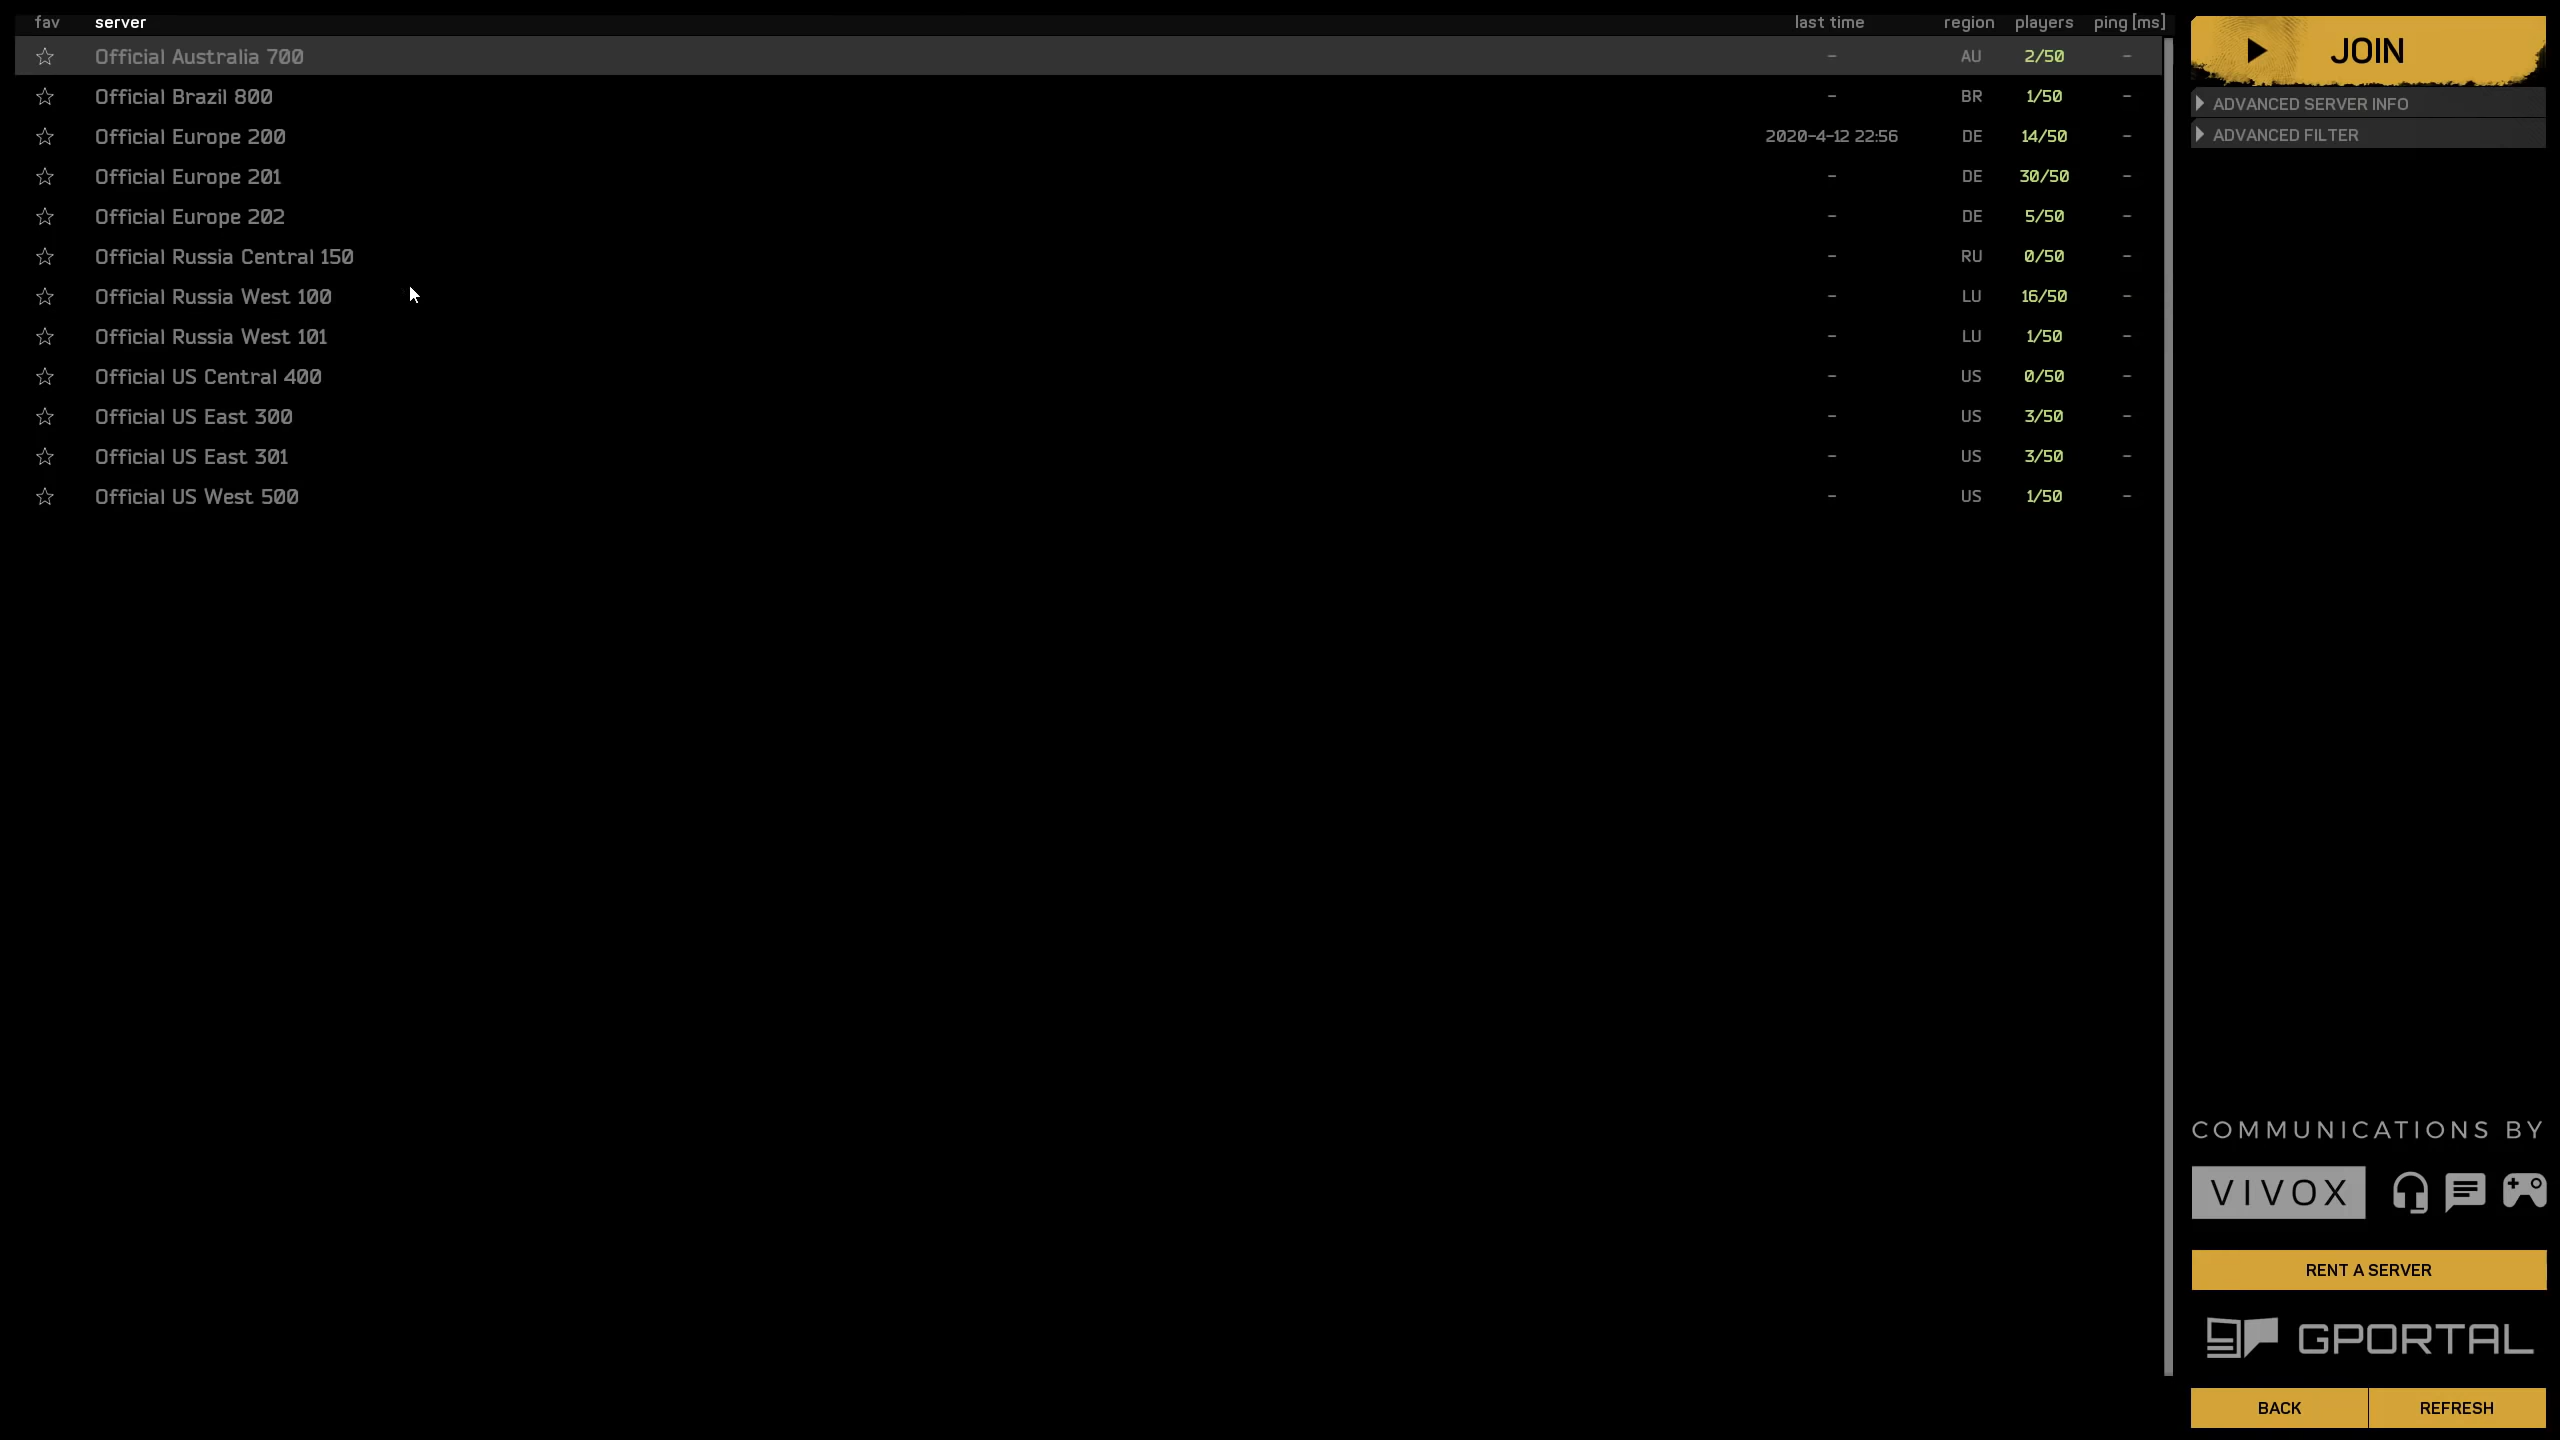 fav server last time region players ping [ms]
Official Australia 700 – AU 2/50 –
Official Brazil 800 – BR 1/50 –
Official Europe 200 2020-4-12 22:56 DE 14/50 –
Official Europe 201 – DE 30/50 –
Official Europe 202 – DE 5/50 –
Official Russia Central 150 – RU 0/50 –
Official Russia West 100 – LU 16/50 –
Official Russia West 101 – LU 1/50 –
Official US Central 400 – US 0/50 –
Official US East 300 – US 3/50 –
Official US East 301 – US 3/50 –
Official US West 500 – US 1/50 –
JOIN
ADVANCED SERVER INFO
ADVANCED FILTER
COMMUNICATIONS BY
VIVOX
RENT A SERVER
GPORTAL
BACK REFRESH